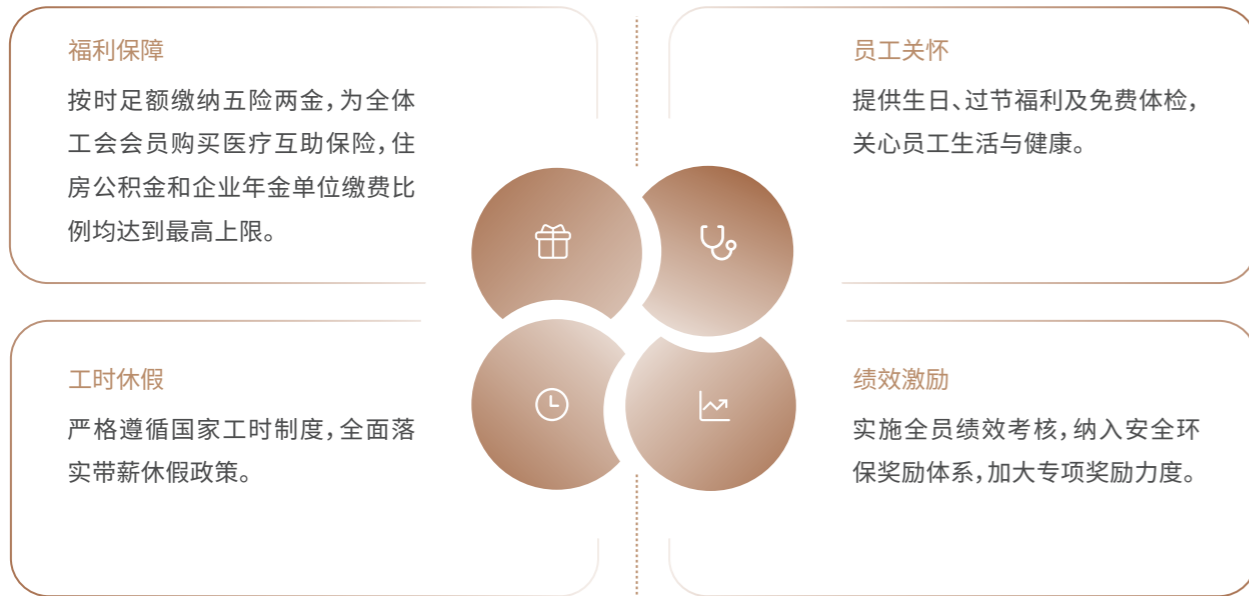 福利保障
按时足额缴纳五险两金，为全体
工会会员购买医疗互助保险，住
房公积金和企业年金单位缴费比
例均达到最高上限。
员工关怀
提供生日、过节福利及免费体检，
关心员工生活与健康。
工时休假
严格遵循国家工时制度，全面落
实带薪休假政策。
绩效激励
实施全员绩效考核，纳入安全环
保奖励体系，加大专项奖励力度。